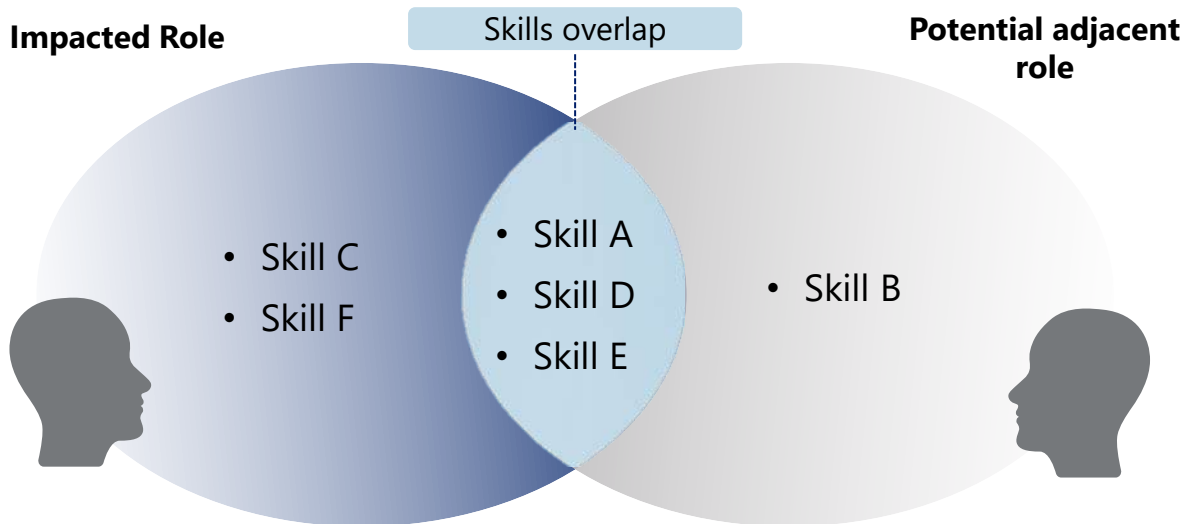 Impacted Role
Skills overlap
Potential adjacent
role
• Skill C
• Skill F
• Skill A
• Skill D
• Skill E
• Skill B